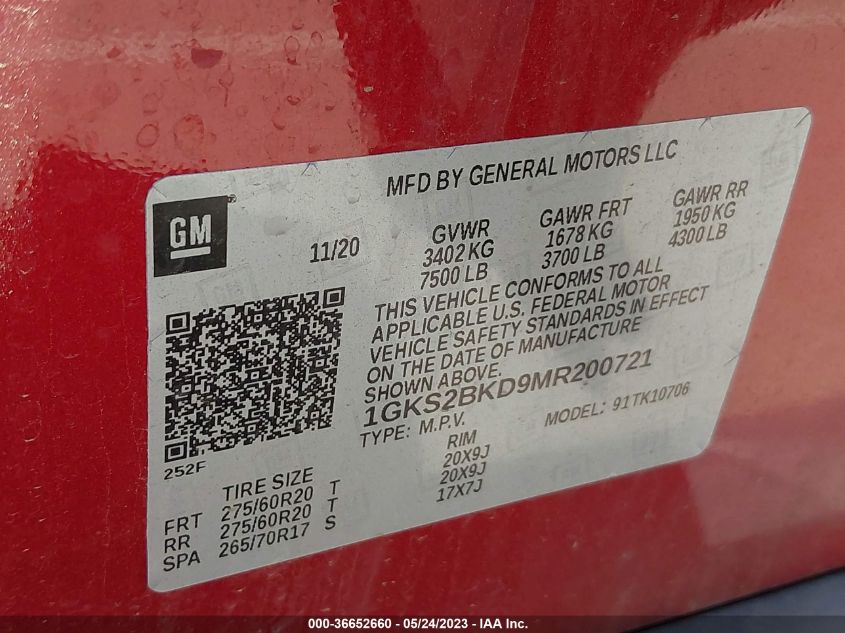 MFD BY GENERAL MOTORS LLC
GM®
11/20
GVWR GAWR FRT GAWR RR
3402 KG 1678 KG 1950 KG
7500 LB 3700 LB 4300 LB
THIS VEHICLE CONFORMS TO ALL
APPLICABLE U.S. FEDERAL MOTOR
VEHICLE SAFETY STANDARDS IN EFFECT
ON THE DATE OF MANUFACTURE
SHOWN ABOVE.
1GKS2BKD9MR200721
TYPE: M.P.V. MODEL: 91TK10706
252F
TIRE SIZE RIM
FRT 275/60R20 T 20X9J
RR 275/60R20 T 20X9J
SPA 265/70R17 S 17X7J
000-36652660 - 05/24/2023 - IAA Inc.